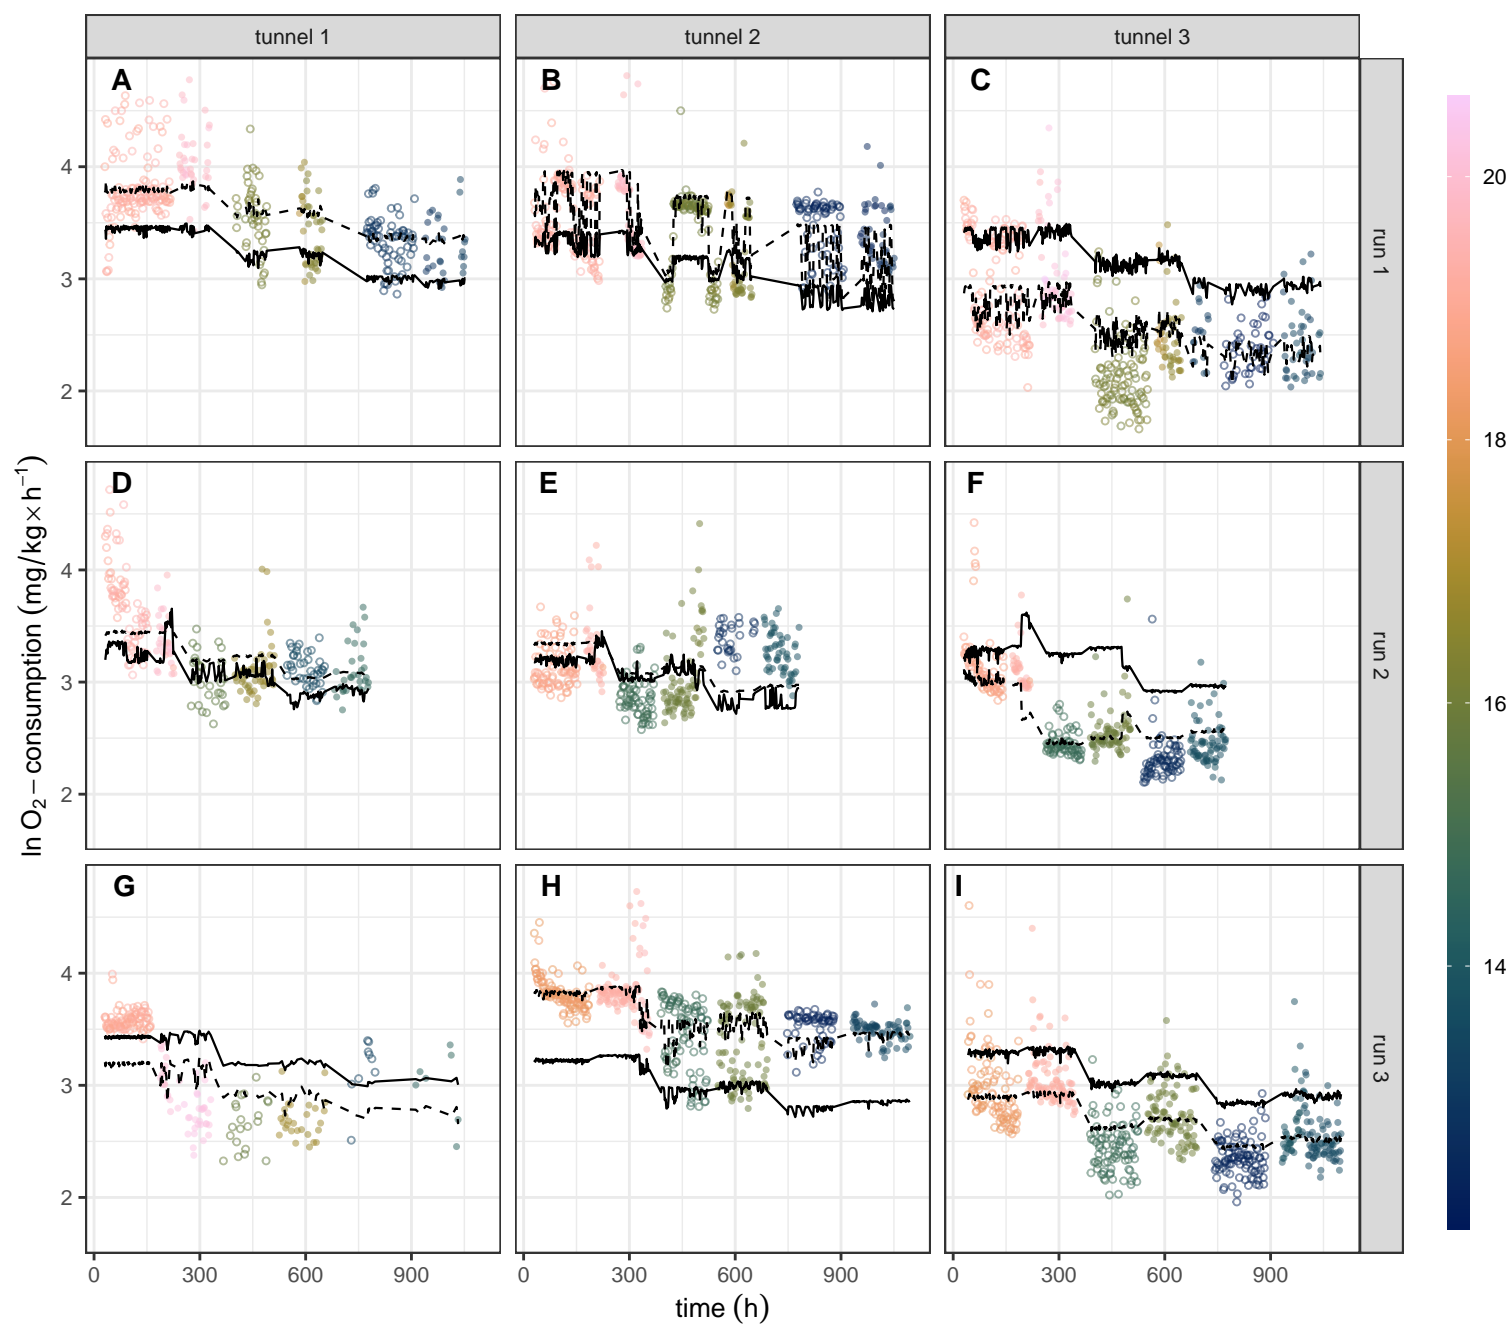 tunnel 1 tunnel 2 tunnel 3
A B C
4
3
2
run 1
20
D E F
4
3
2
run 2
18
16
ln O₂ − consumption (mg/kg × h⁻¹)
G H I
4
3
2
run 3
14
0 300 600 900 0 300 600 900 0 300 600 900
time (h)